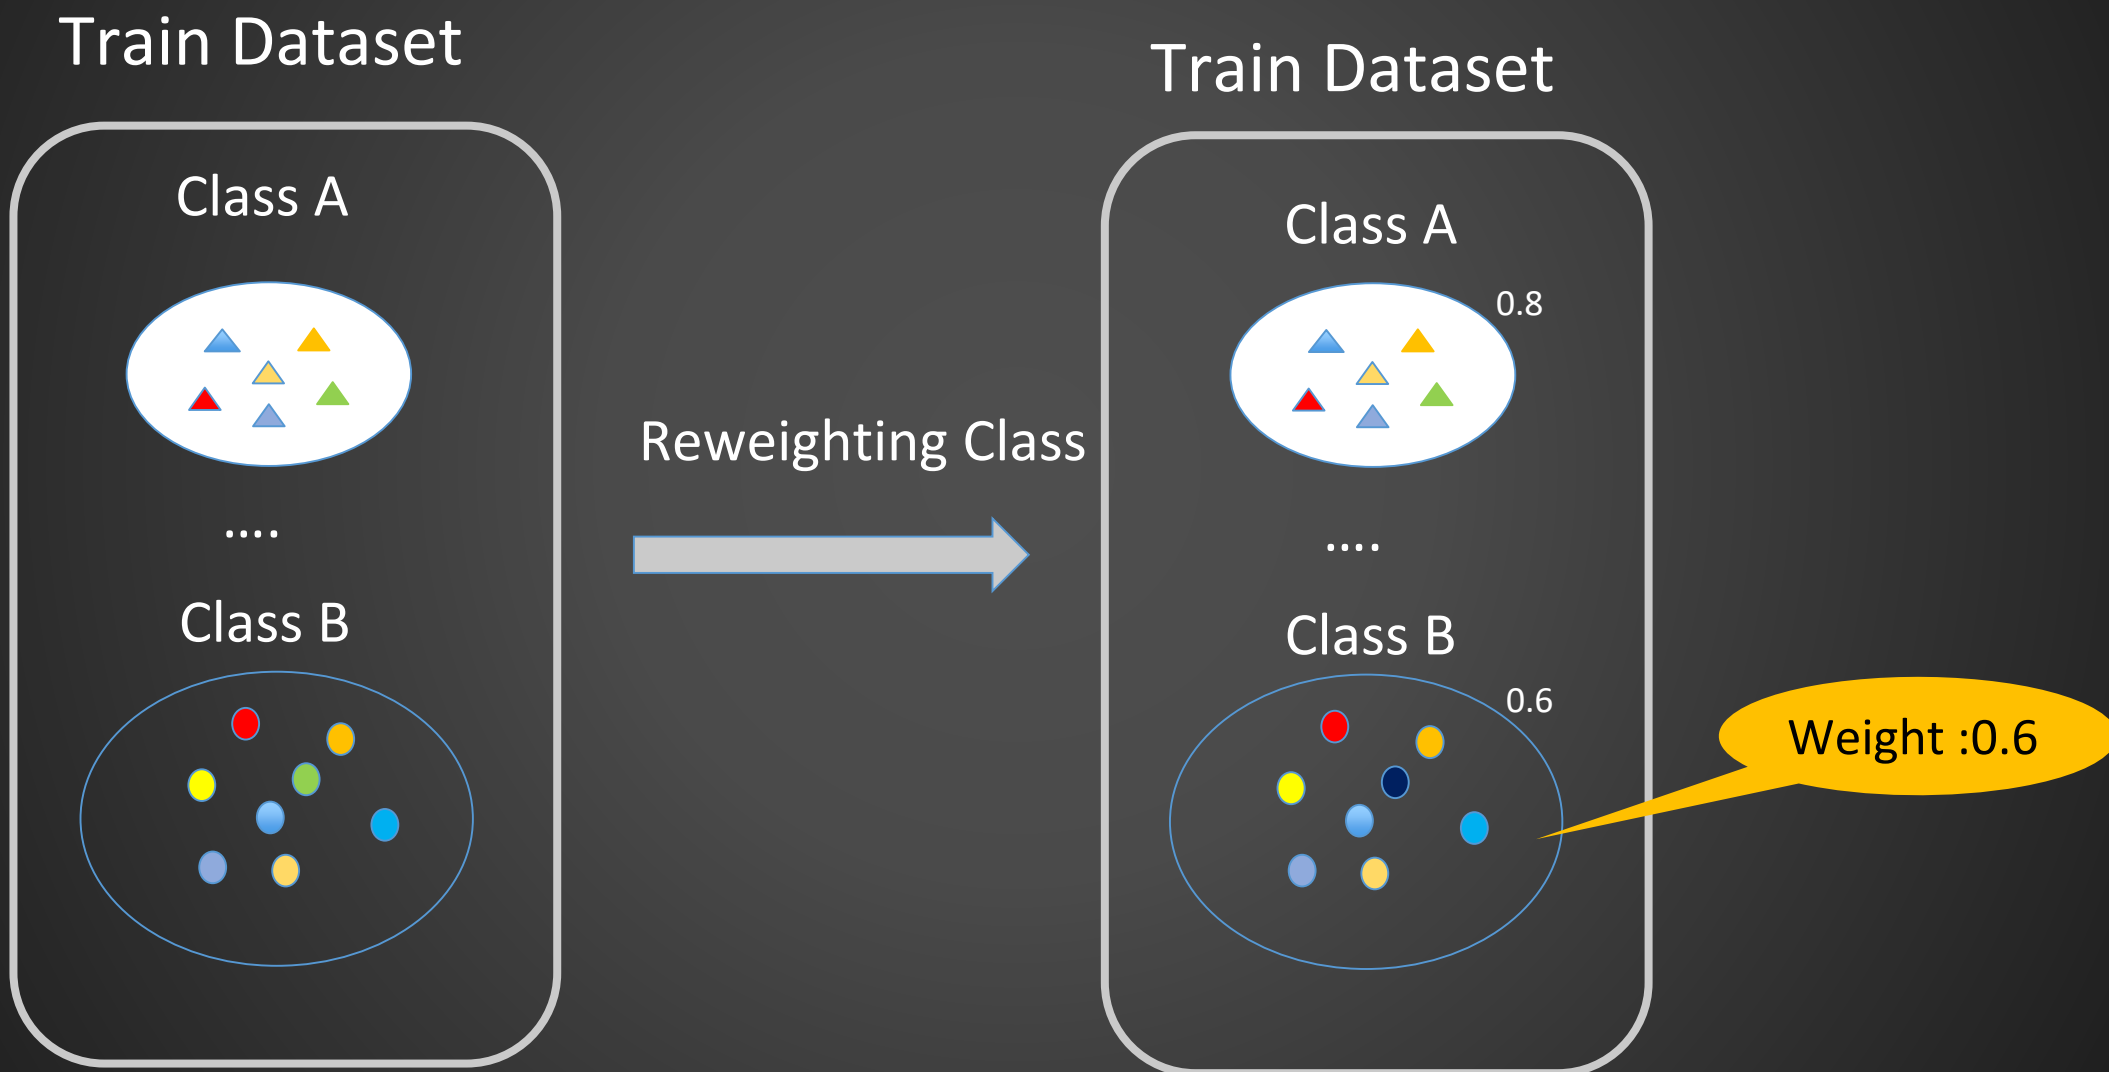 Train Dataset
Class A
....
Class B
Reweighting Class
Train Dataset
Class A
0.8
....
Class B
0.6
Weight :0.6